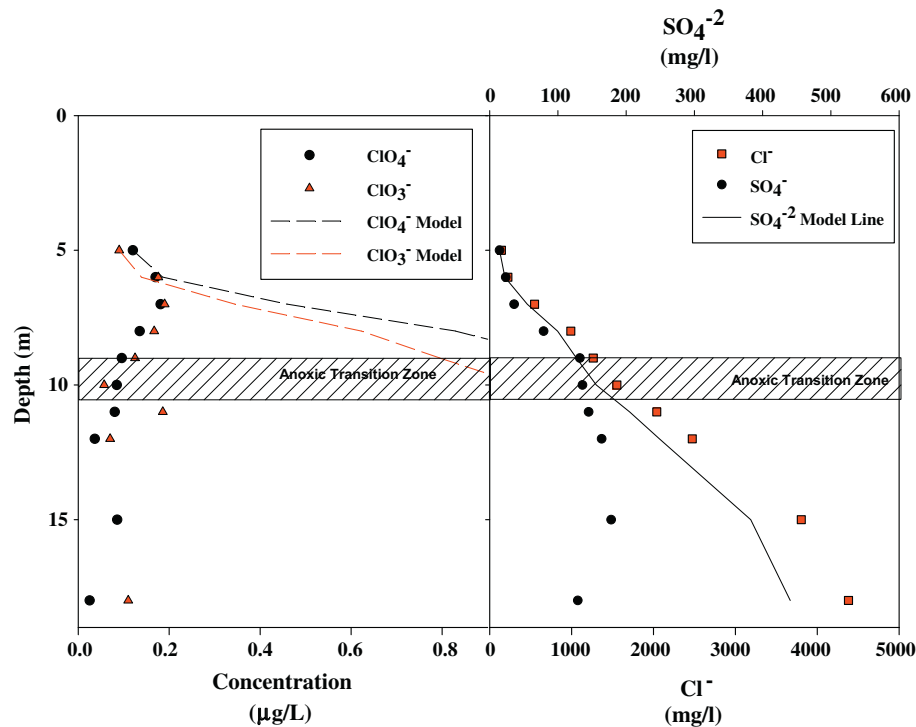 SO₄⁻²
(mg/l)
0 100 200 300 400 500 600
0
5
10
15
Depth (m)
ClO₄⁻
ClO₃⁻
ClO₄⁻ Model
ClO₃⁻ Model
Cl⁻
SO₄⁻
SO₄⁻² Model Line
Anoxic Transition Zone
Anoxic Transition Zone
0.0 0.2 0.4 0.6 0.8
0 1000 2000 3000 4000 5000
Concentration
(µg/L)
Cl⁻
mg/l)